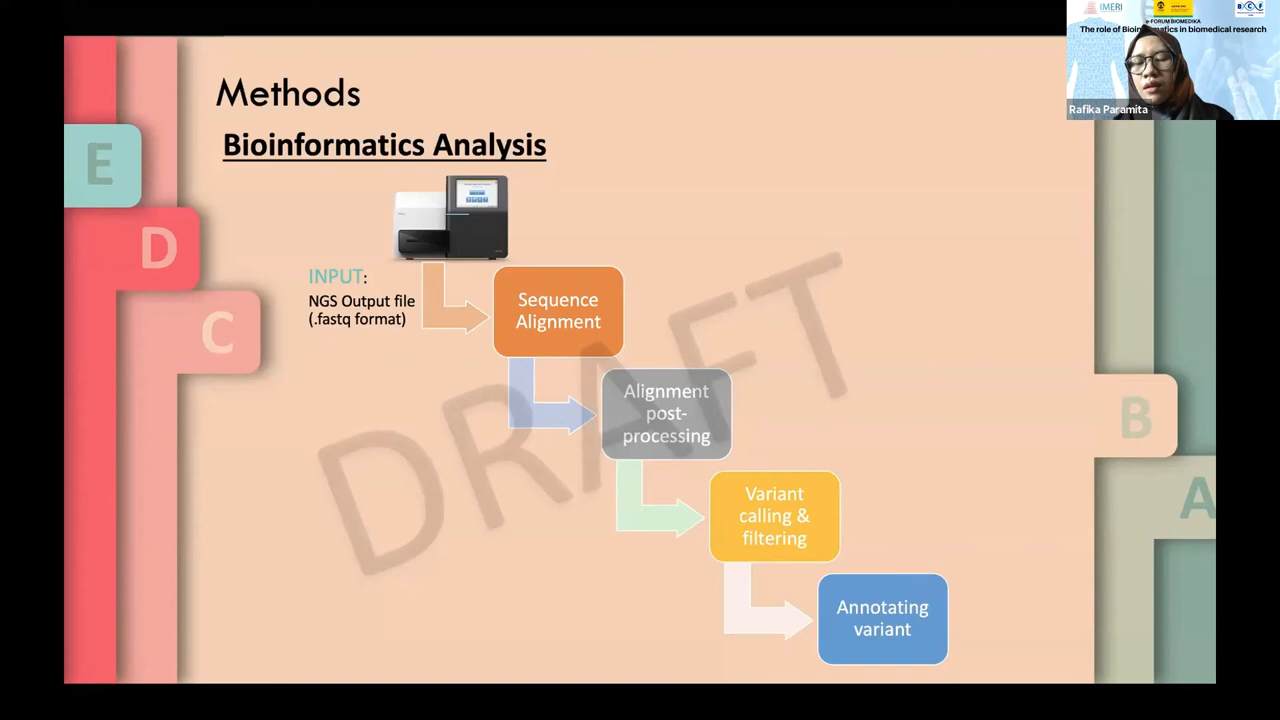 IMERI
e-FORUM BIOMEDIKA
The role of Bioinformatics in biomedical research
Rafika Paramita
Methods
Bioinformatics Analysis
E
D
C
B
A
INPUT:
NGS Output file
(.fastq format)
Sequence
Alignment
Alignment
post-
processing
Variant
calling &
filtering
Annotating
variant
DRAFT